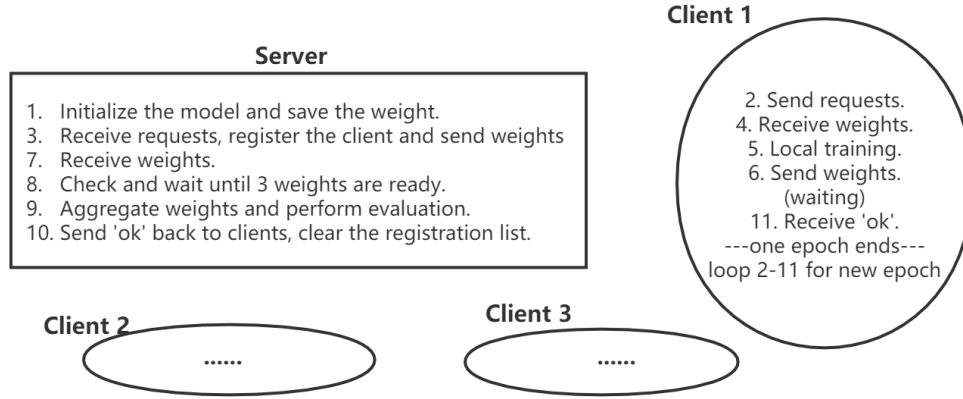 Client 1
Server
1. Initialize the model and save the weight.
3. Receive requests, register the client and send weights
7. Receive weights.
8. Check and wait until 3 weights are ready.
9. Aggregate weights and perform evaluation.
10. Send 'ok' back to clients, clear the registration list.
2. Send requests.
4. Receive weights.
5. Local training.
6. Send weights.
(waiting)
11. Receive 'ok'.
---one epoch ends---
loop 2-11 for new epoch
Client 2
......
Client 3
......